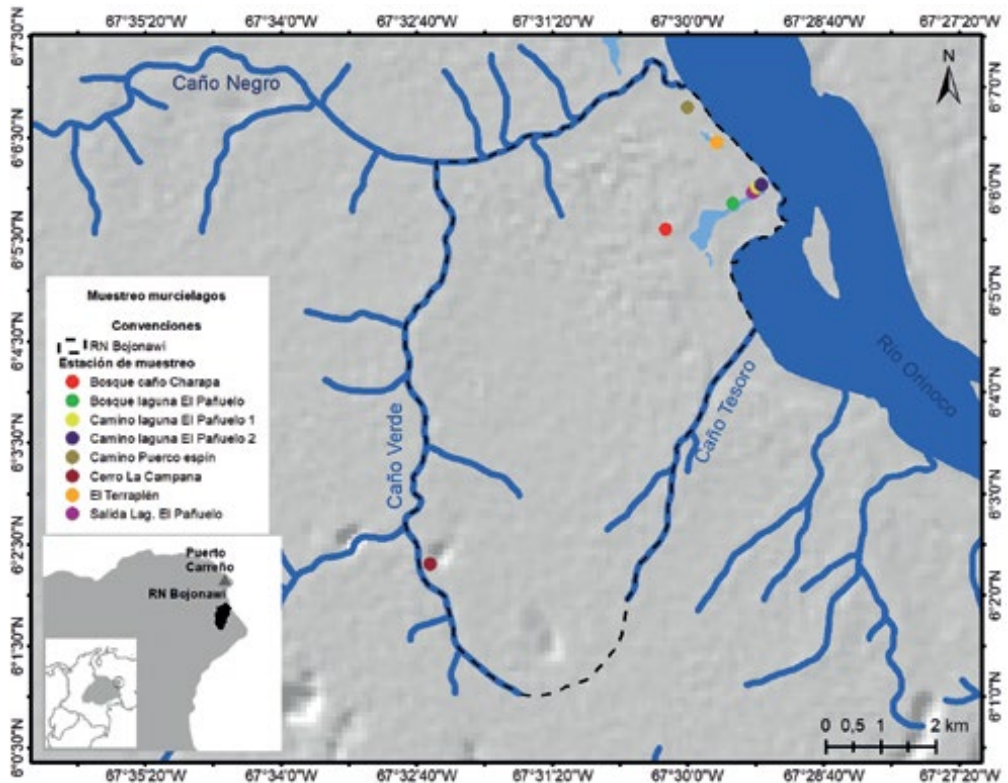 67°35'20"W 67°34'0"W 67°32'40"W 67°31'20"W 67°30'0"W 67°28'40"W 67°27'20"W
6°7'30"N
6°6'30"N
6°5'30"N
6°4'30"N
6°3'30"N
6°2'30"N
6°1'30"N
6°0'30"N
Caño Negro
N
Caño Verde
Caño Tesoro
Río Orinoco
Muestreo murcielagos
Convenciones
RN Bojonawi
Estación de muestreo
Bosque caño Charapa
Bosque laguna El Pañuelo
Camino laguna El Pañuelo 1
Camino laguna El Pañuelo 2
Camino Puerco espín
Cerro La Campana
El Terraplén
Salida Lag. El Pañuelo
Puerto
Carreño
RN Bojonawi
0 0,5 1 2 km
6°7'0"N
6°6'0"N
6°5'0"N
6°4'0"N
6°3'0"N
6°2'0"N
6°1'0"N
67°35'20"W 67°34'0"W 67°32'40"W 67°31'20"W 67°30'0"W 67°28'40"W 67°27'20"W